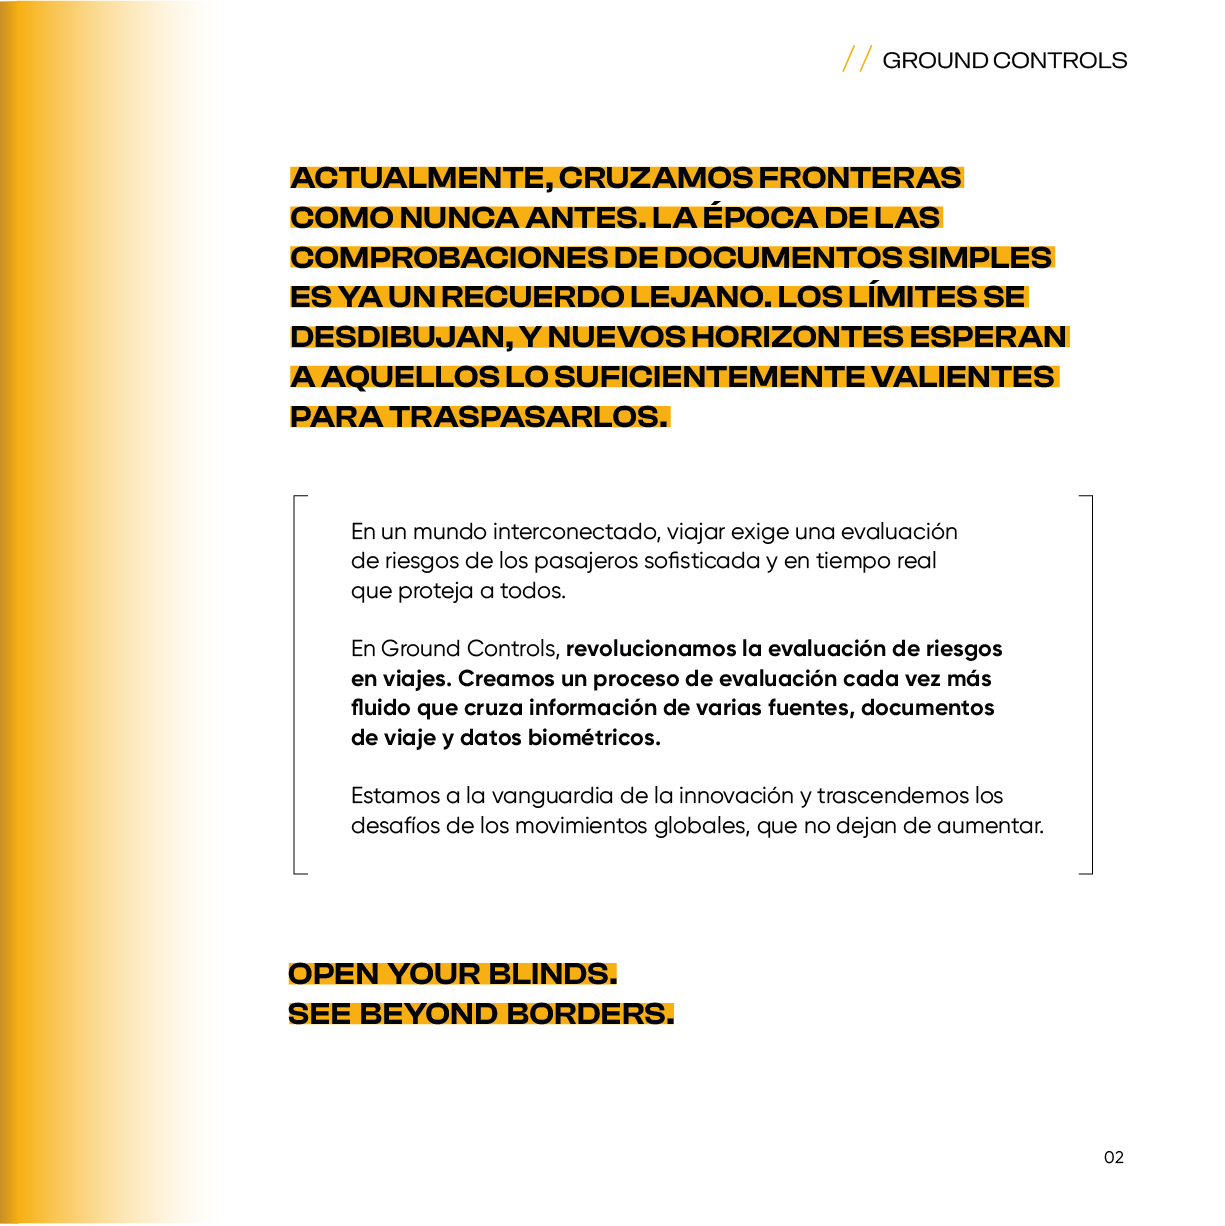 // GROUND CONTROLS
ACTUALMENTE, CRUZAMOS FRONTERAS
COMO NUNCA ANTES. LA ÉPOCA DE LAS
COMPROBACIONES DE DOCUMENTOS SIMPLES
ES YA UN RECUERDO LEJANO. LOS LÍMITES SE
DESDIBUJAN, Y NUEVOS HORIZONTES ESPERAN
A AQUELLOS LO SUFICIENTEMENTE VALIENTES
PARA TRASPASARLOS.
En un mundo interconectado, viajar exige una evaluación
de riesgos de los pasajeros sofisticada y en tiempo real
que proteja a todos.
En Ground Controls, revolucionamos la evaluación de riesgos
en viajes. Creamos un proceso de evaluación cada vez más
fluido que cruza información de varias fuentes, documentos
de viaje y datos biométricos.
Estamos a la vanguardia de la innovación y trascendemos los
desafíos de los movimientos globales, que no dejan de aumentar.
OPEN YOUR BLINDS.
SEE BEYOND BORDERS.
02